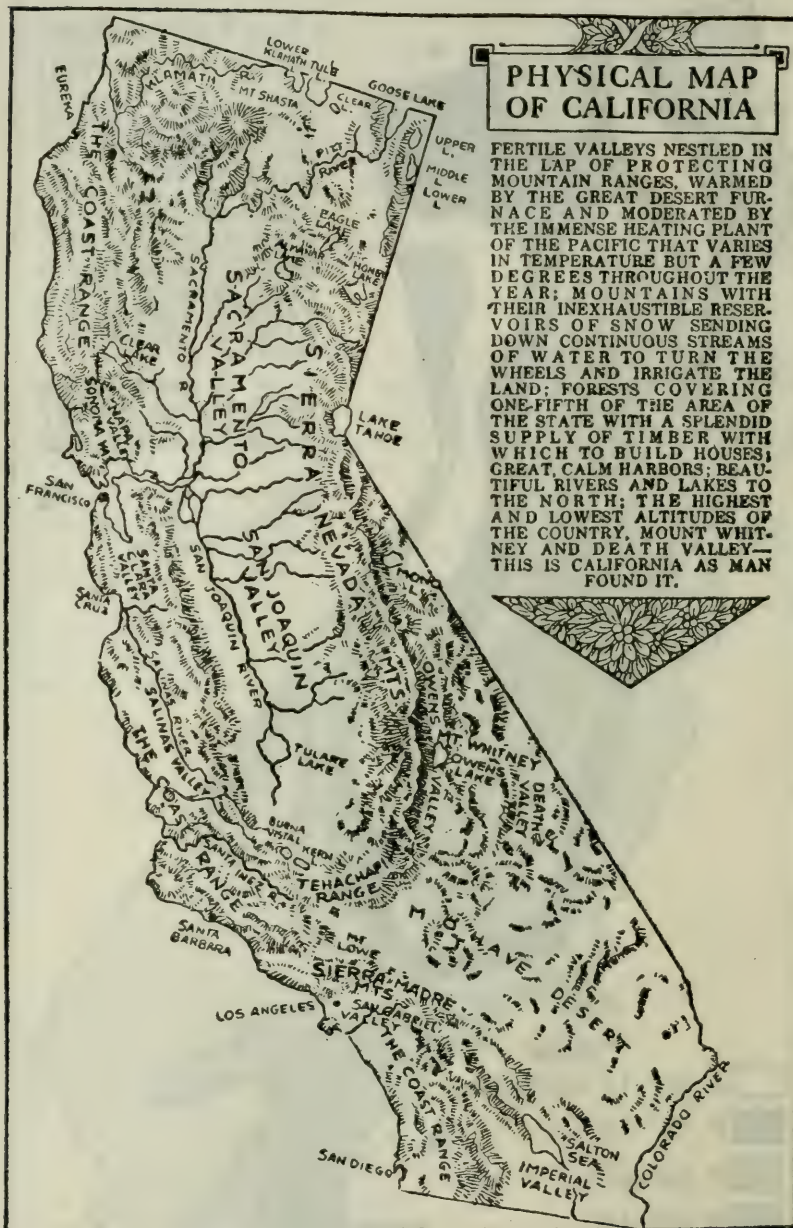 PHYSICAL MAP
OF CALIFORNIA
FERTILE VALLEYS NESTLED IN
THE LAP OF PROTECTING
MOUNTAIN RANGES, WARMED
BY THE GREAT DESERT FUR-
NACE AND MODERATED BY
THE IMMENSE HEATING PLANT
OF THE PACIFIC THAT VARIES
IN TEMPERATURE BUT A FEW
DEGREES THROUGHOUT THE
YEAR; MOUNTAINS WITH
THEIR INEXHAUSTIBLE RESER-
VOIRS OF SNOW SENDING
DOWN CONTINUOUS STREAMS
OF WATER TO TURN THE
WHEELS AND IRRIGATE THE
LAND; FORESTS COVERING
ONE-FIFTH OF THE AREA OF
THE STATE WITH A SPLENDID
SUPPLY OF TIMBER WITH
WHICH TO BUILD HOUSES;
GREAT, CALM HARBORS; BEAU-
TIFUL RIVERS AND LAKES TO
THE NORTH; THE HIGHEST
AND LOWEST ALTITUDES OF
THE COUNTRY, MOUNT WHIT-
NEY AND DEATH VALLEY—
THIS IS CALIFORNIA AS MAN
FOUND IT.
LOWER
KLAMATH TULE
L. L.
KLAMATH R.
MT SHASTA
CLEAR
L.
GOOSE LAKE
EUREKA
UPPER
L.
MIDDLE
L
LOWER
L
PITT
RIVER
THE COAST RANGE
EAGLE
LAKE
LAKE
LAKE
SACRAMENTO R
SACRAMENTO
VALLEY
SIERRA
NEVADA
MTS
CLEAR
LAKE
NAPA
VALLEY
SONOMA
LAKE
TAHOE
SAN
FRANCISCO
SANTA
CLARA
VALLEY
SAN JOAQUIN RIVER
SAN
JOAQUIN
VALLEY
MONO
L.
SANTA
CRUZ
SALINAS RIVER
SALINAS VALLEY
OWENS
VALLEY
MT WHITNEY
OWENS
LAKE
DEATH
VALLEY
TULARE
LAKE
THE COAST
RANGE
KERN
SANTA INEZ R.
TEHACHAPI
RANGE
SANTA
BARBARA
MT
LOWE
MOJAVE DESERT
SIERRA MADRE
MTS
SAN GABRIEL
VALLEY
LOS ANGELES
THE COAST RANGE
SAN DIEGO
SALTON
SEA
IMPERIAL
VALLEY
COLORADO RIVER